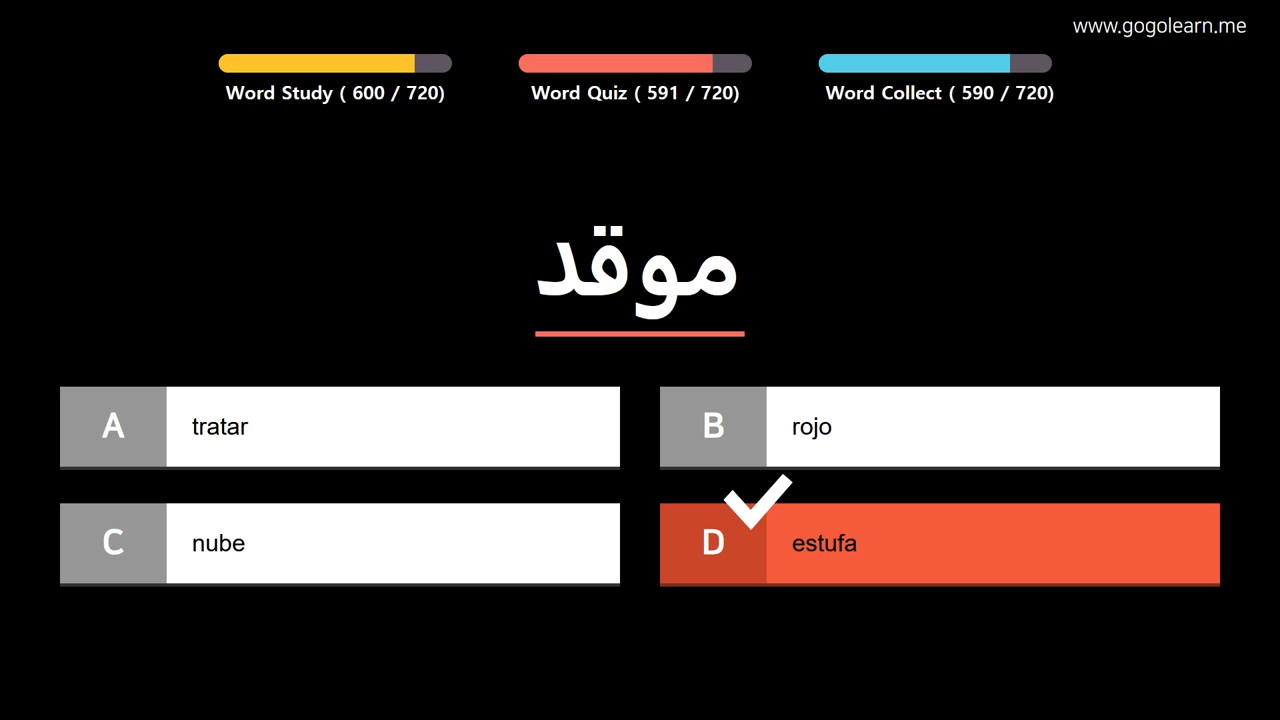 www.gogolearn.me
Word Study ( 600 / 720)
Word Quiz ( 591 / 720)
Word Collect ( 590 / 720)
موقد
A tratar
B rojo
C nube
D estufa